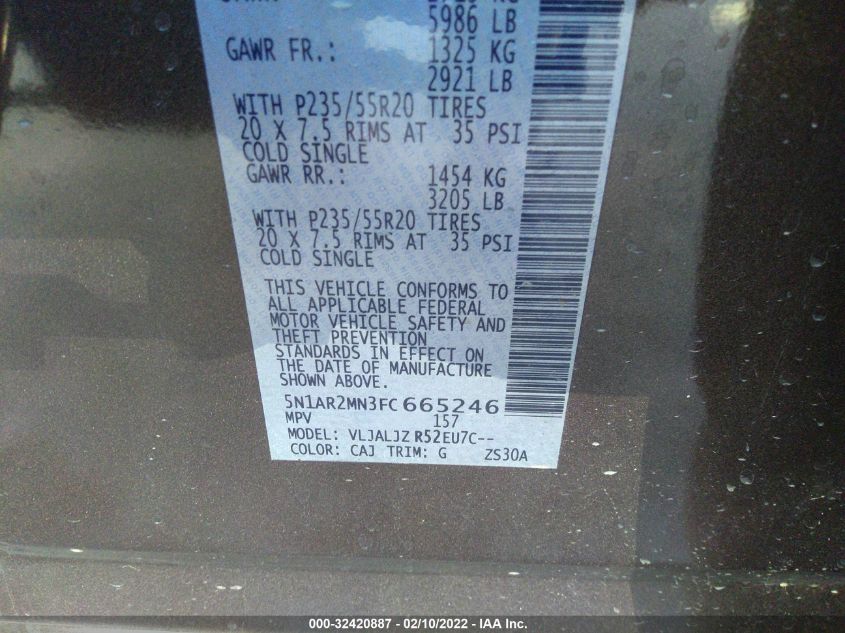 5986 LB
GAWR FR.: 1325 KG
2921 LB
WITH P235/55R20 TIRES
20 X 7.5 RIMS AT 35 PSI
COLD SINGLE
GAWR RR.: 1454 KG
3205 LB
WITH P235/55R20 TIRES
20 X 7.5 RIMS AT 35 PSI
COLD SINGLE
THIS VEHICLE CONFORMS TO
ALL APPLICABLE FEDERAL
MOTOR VEHICLE SAFETY AND
THEFT PREVENTION
STANDARDS IN EFFECT ON
THE DATE OF MANUFACTURE
SHOWN ABOVE.
5N1AR2MN3FC665246
MPV 157
MODEL: VLJALJZ R52EU7C--
COLOR: CAJ TRIM: G ZS30A
000-32420887 - 02/10/2022 - IAA Inc.